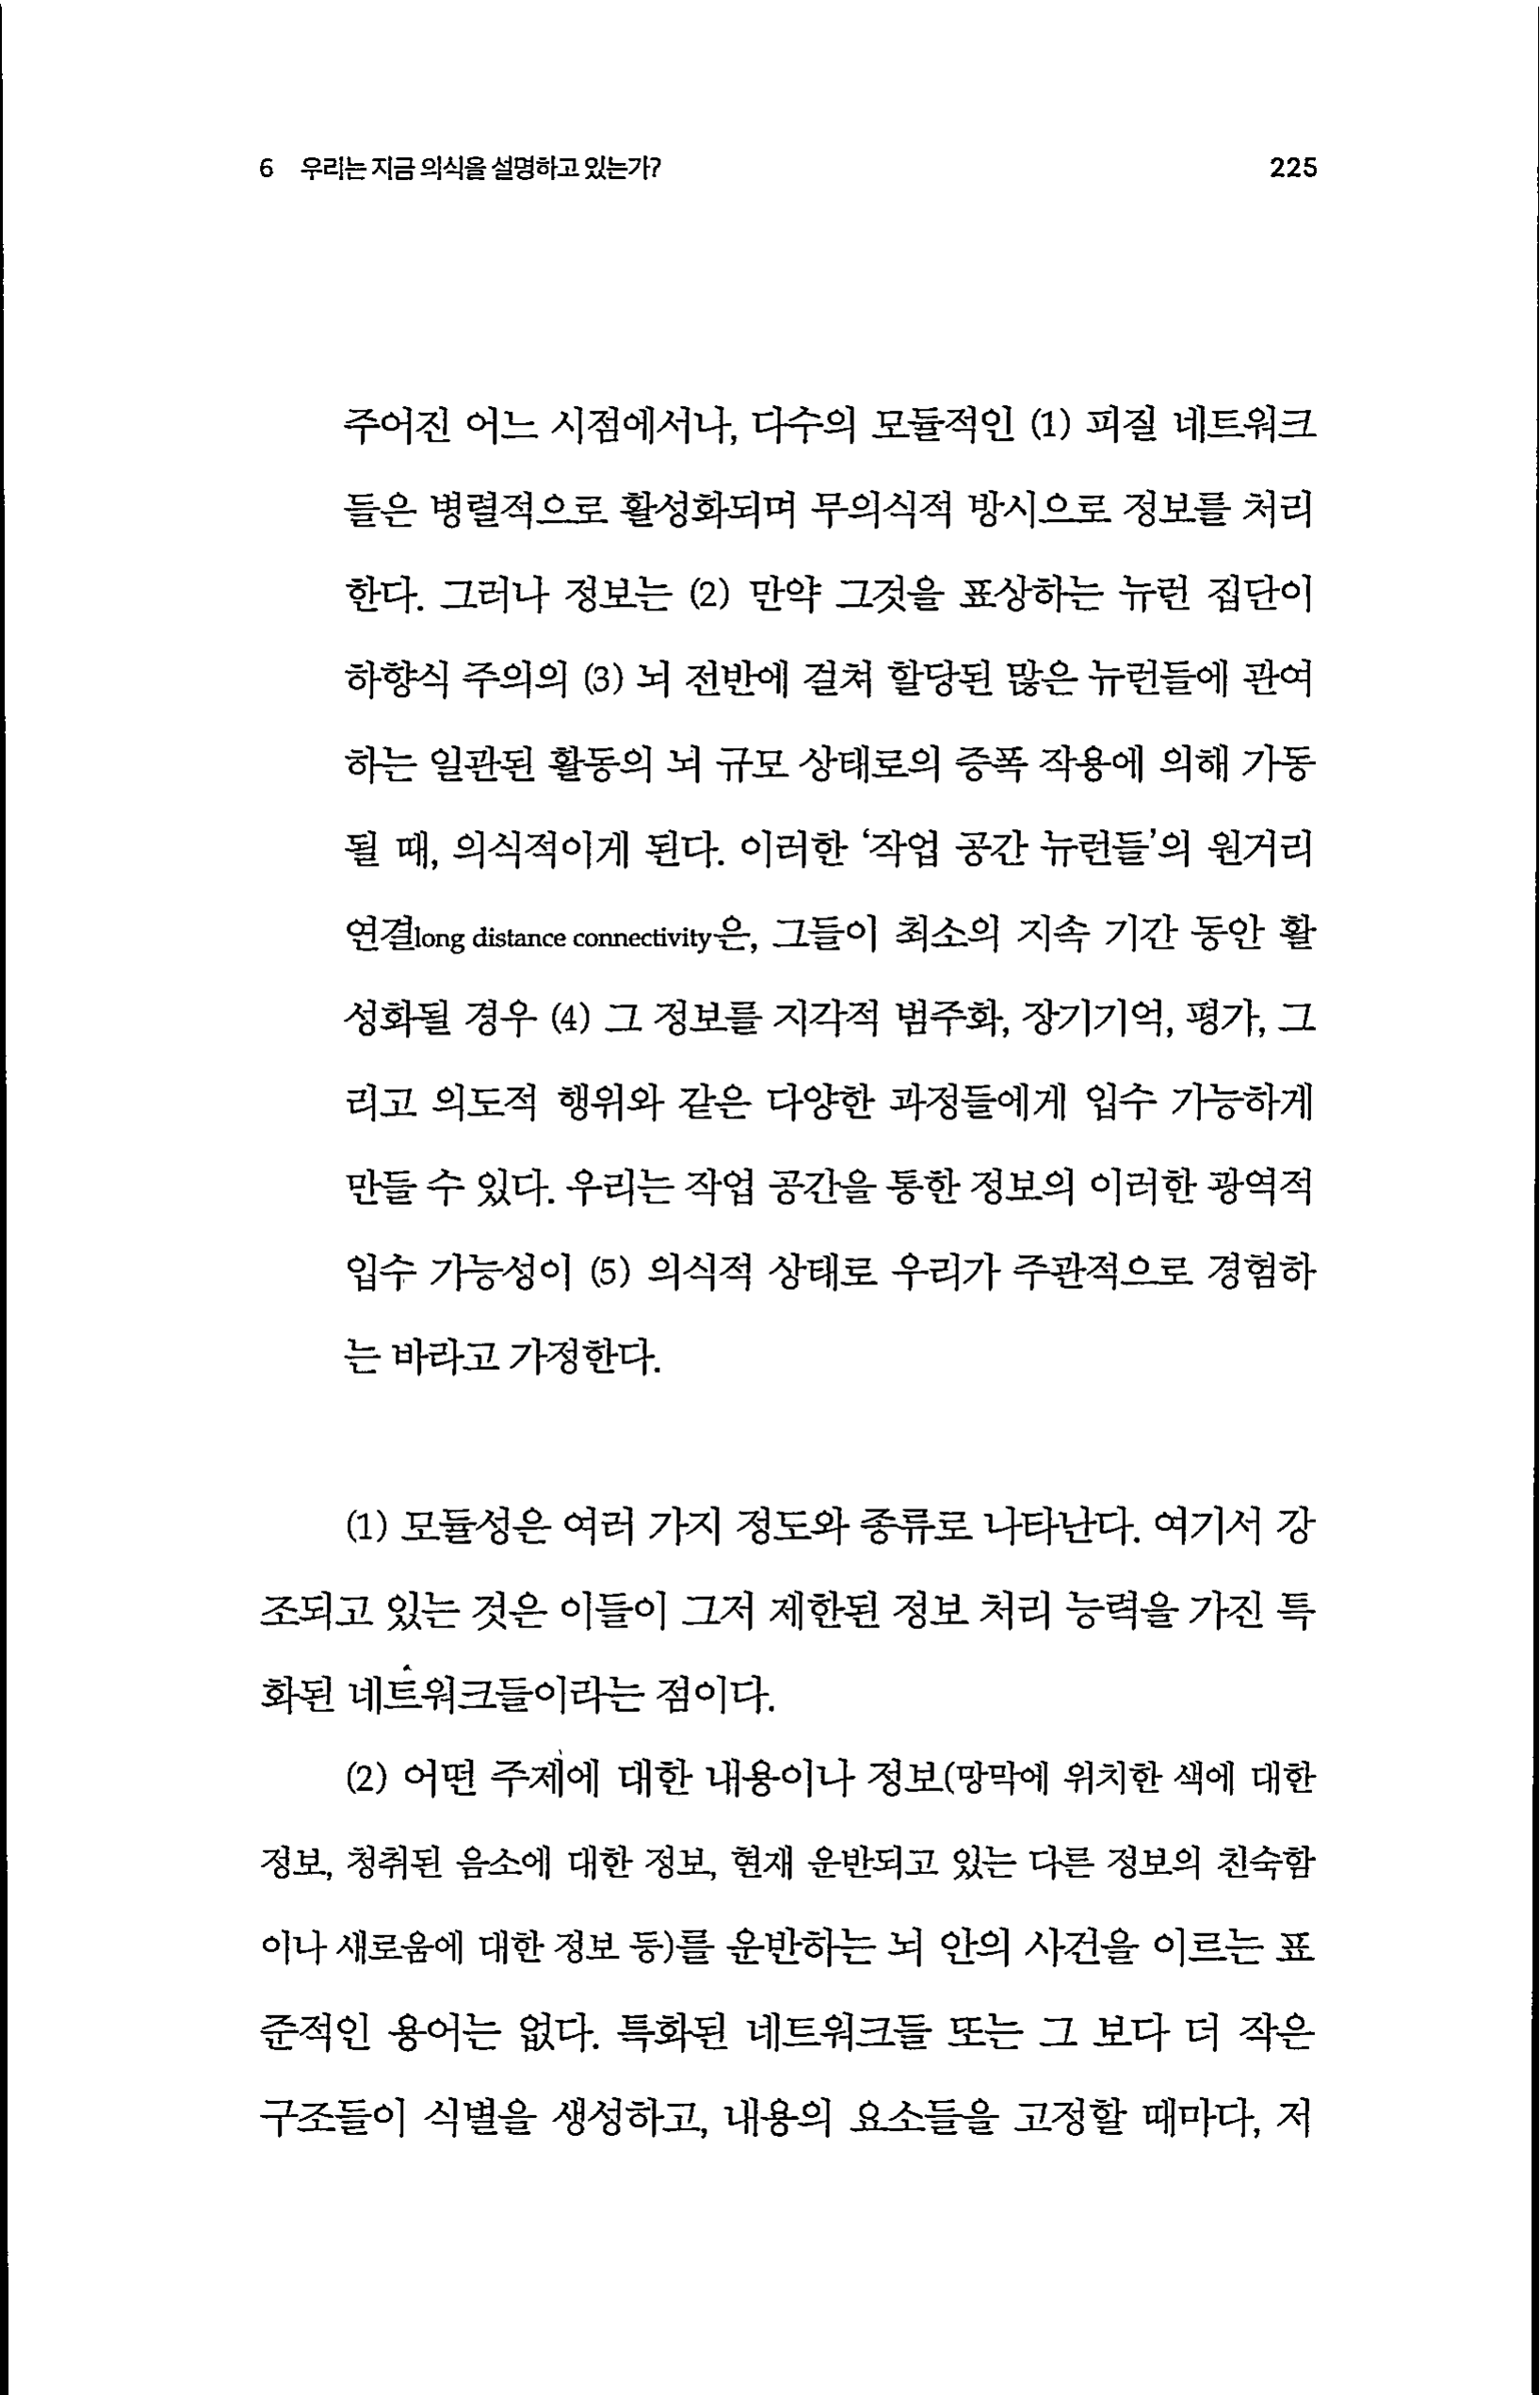 6 우리는 지금 의식을 설명하고 있는가? 225
주어진 어느 시점에서나, 다수의 모듈적인 (1) 피질 네트워크
들은 병렬적으로 활성화되며 무의식적 방시으로 정보를 처리
한다. 그러나 정보는 (2) 만약 그것을 표상하는 뉴런 집단이
하향식 주의의 (3) 뇌 전반에 걸쳐 할당된 많은 뉴런들에 관여
하는 일관된 활동의 뇌 규모 상태로의 증폭 작용에 의해 가동
될 때, 의식적이게 된다. 이러한 ‘작업 공간 뉴런들’의 원거리
연결long distance connectivity은, 그들이 최소의 지속 기간 동안 활
성화될 경우 (4) 그 정보를 지각적 범주화, 장기기억, 평가, 그
리고 의도적 행위와 같은 다양한 과정들에게 입수 가능하게
만들 수 있다. 우리는 작업 공간을 통한 정보의 이러한 광역적
입수 가능성이 (5) 의식적 상태로 우리가 주관적으로 경험하
는 바라고 가정한다.
(1) 모듈성은 여러 가지 정도와 종류로 나타난다. 여기서 강
조되고 있는 것은 이들이 그저 제한된 정보 처리 능력을 가진 특
화된 네트워크들이라는 점이다.
(2) 어떤 주제에 대한 내용이나 정보(망막에 위치한 색에 대한
정보, 청취된 음소에 대한 정보, 현재 운반되고 있는 다른 정보의 친숙함
이나 새로움에 대한 정보 등)를 운반하는 뇌 안의 사건을 이르는 표
준적인 용어는 없다. 특화된 네트워크들 또는 그 보다 더 작은
구조들이 식별을 생성하고, 내용의 요소들을 고정할 때마다, 저